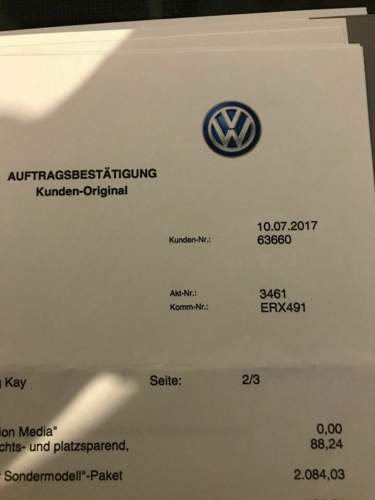 AUFTRAGSBESTÄTIGUNG
Kunden-Original
10.07.2017
Kunden-Nr.: 63660
Akt-Nr.: 3461
Komm-Nr.: ERX491
Kay Seite: 2/3
ion Media" 0,00
chts- und platzsparend, 88,24
Sondermodell"-Paket 2.084,03